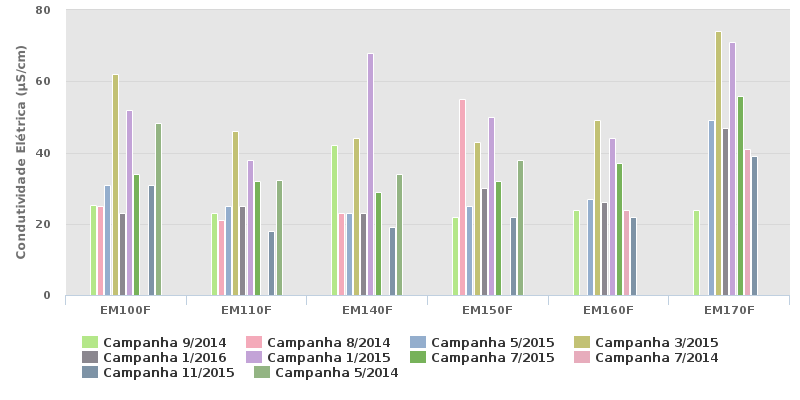 80
60
40
20
0
Condutividade Elétrica (µS/cm)
EM100F EM110F EM140F EM150F EM160F EM170F
Campanha 9/2014 Campanha 8/2014 Campanha 5/2015 Campanha 3/2015
Campanha 1/2016 Campanha 1/2015 Campanha 7/2015 Campanha 7/2014
Campanha 11/2015 Campanha 5/2014